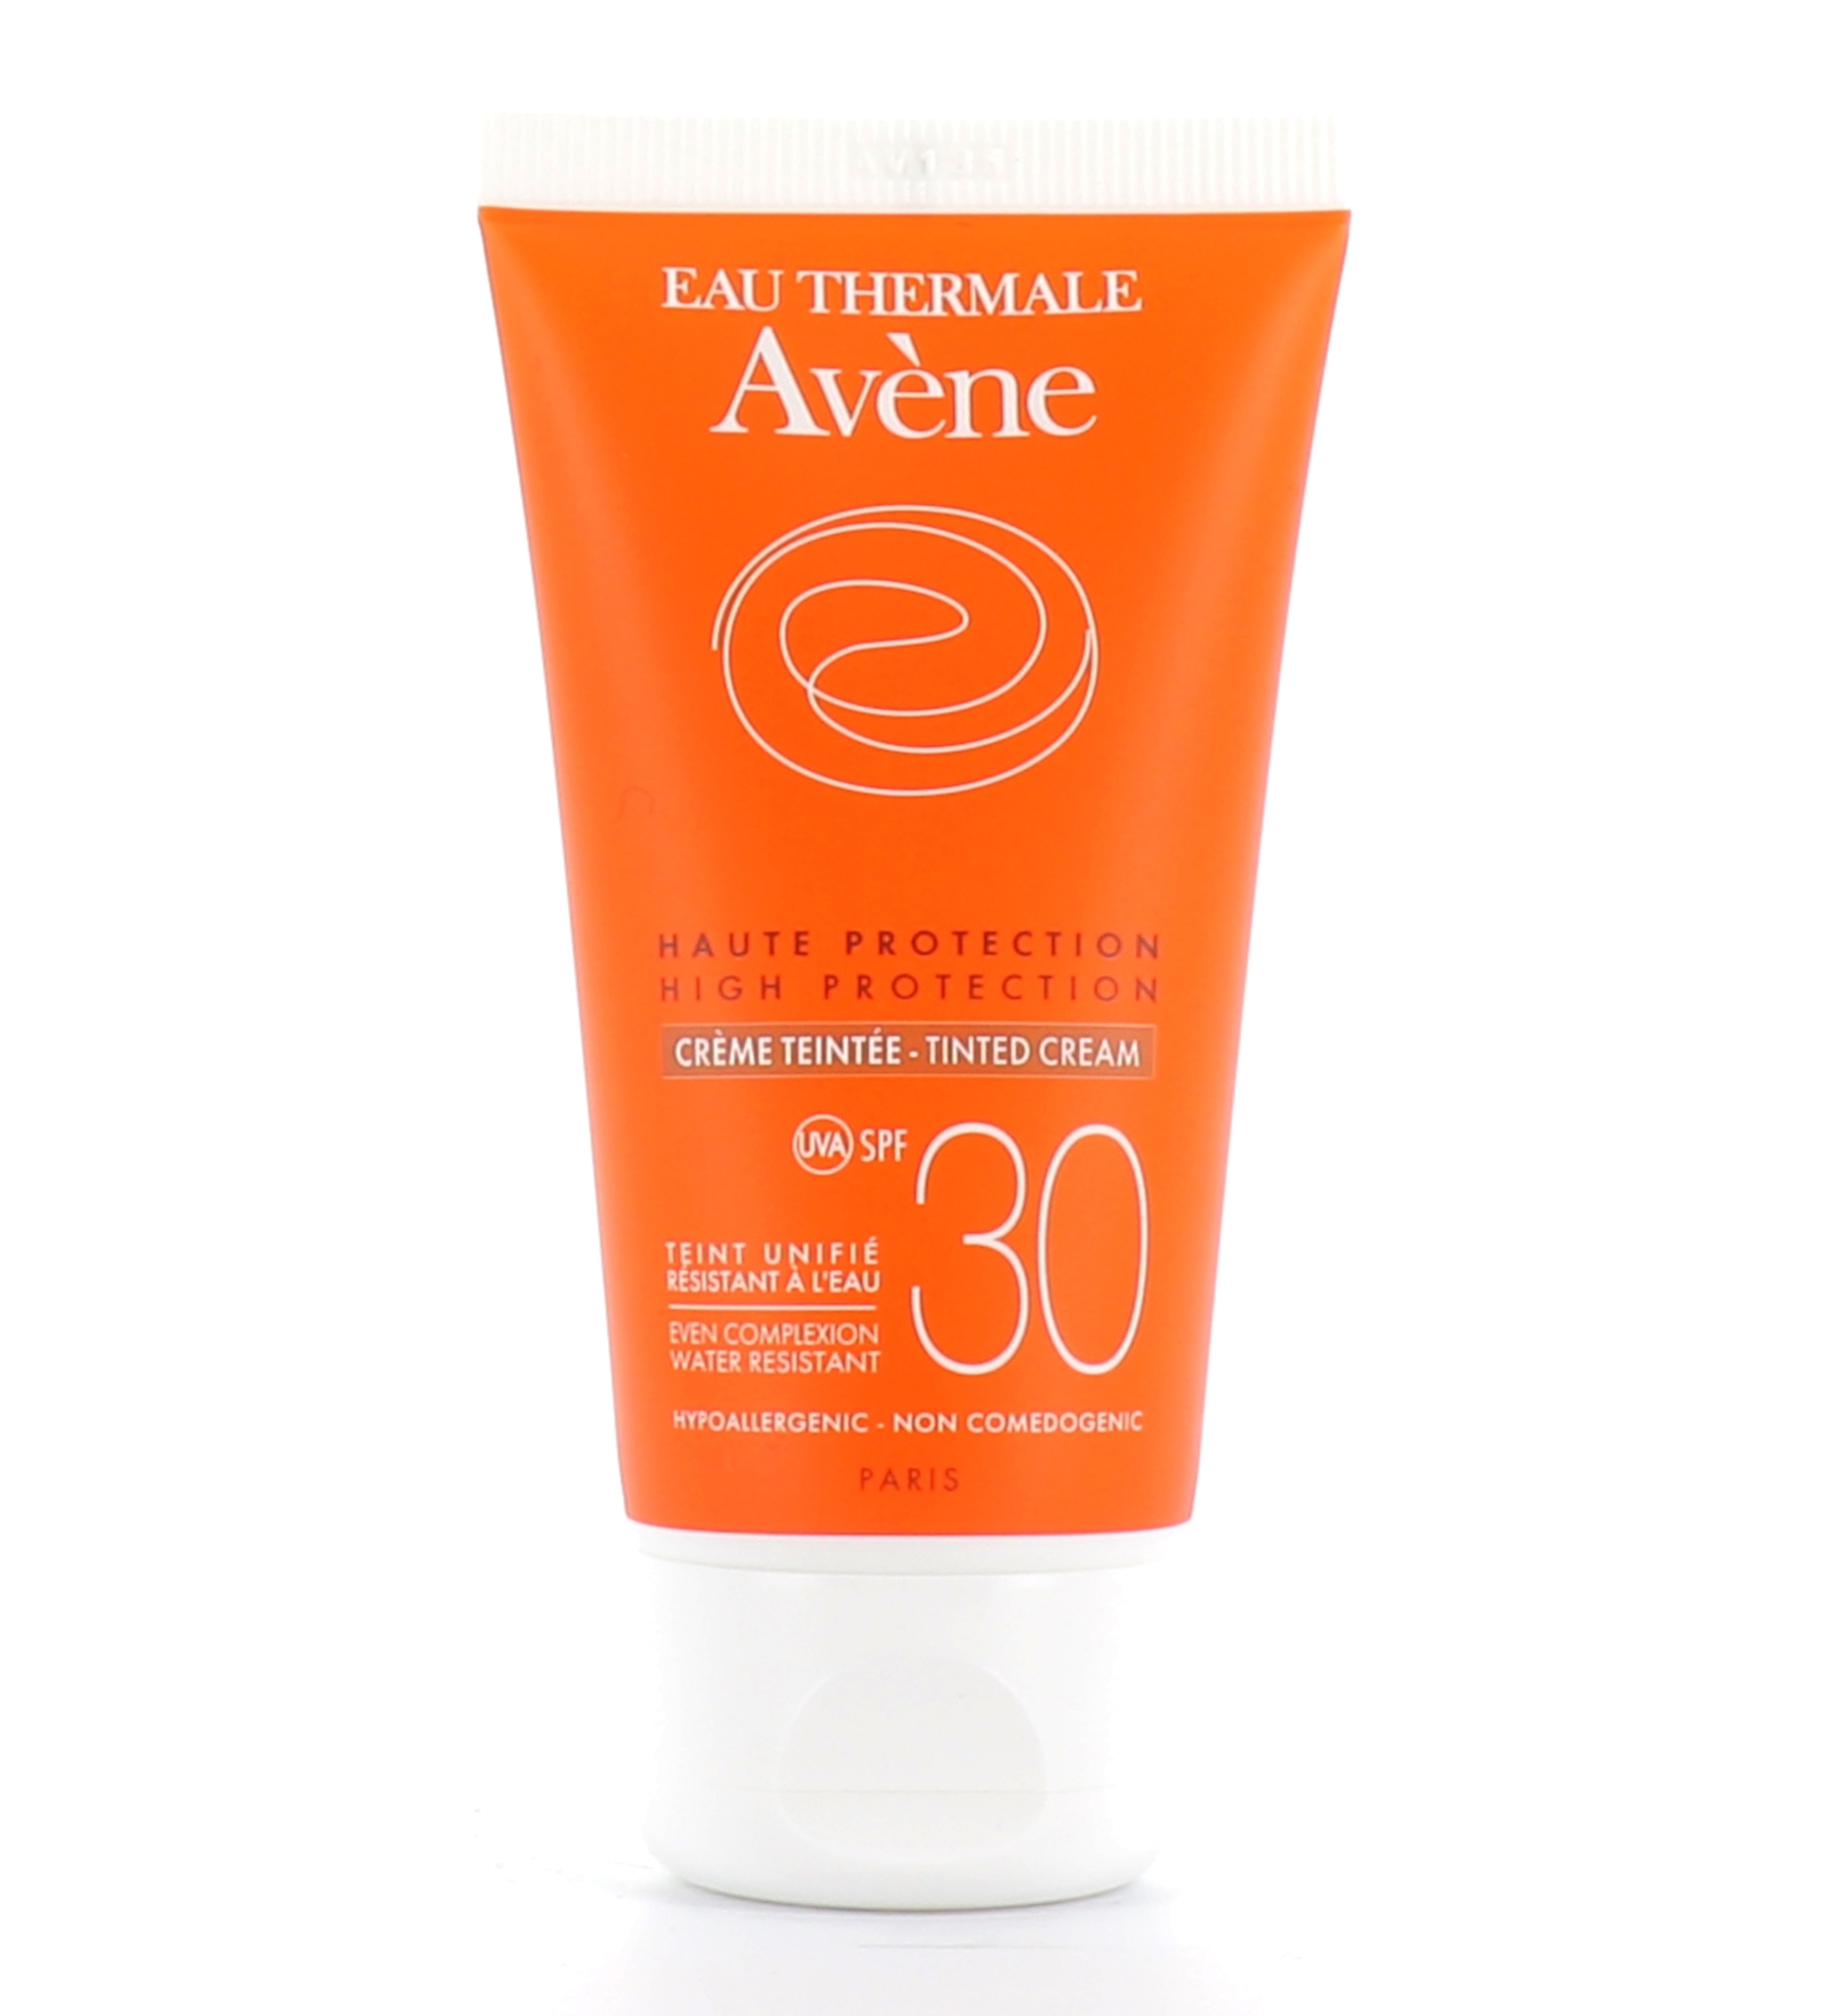 EAU THERMALE
Avène
HAUTE PROTECTION
HIGH PROTECTION
CRÈME TEINTÉE - TINTED CREAM
UVA SPF 30
TEINT UNIFIÉ
RÉSISTANT À L'EAU
EVEN COMPLEXION
WATER RESISTANT
HYPOALLERGENIC - NON COMEDOGENIC
PARIS